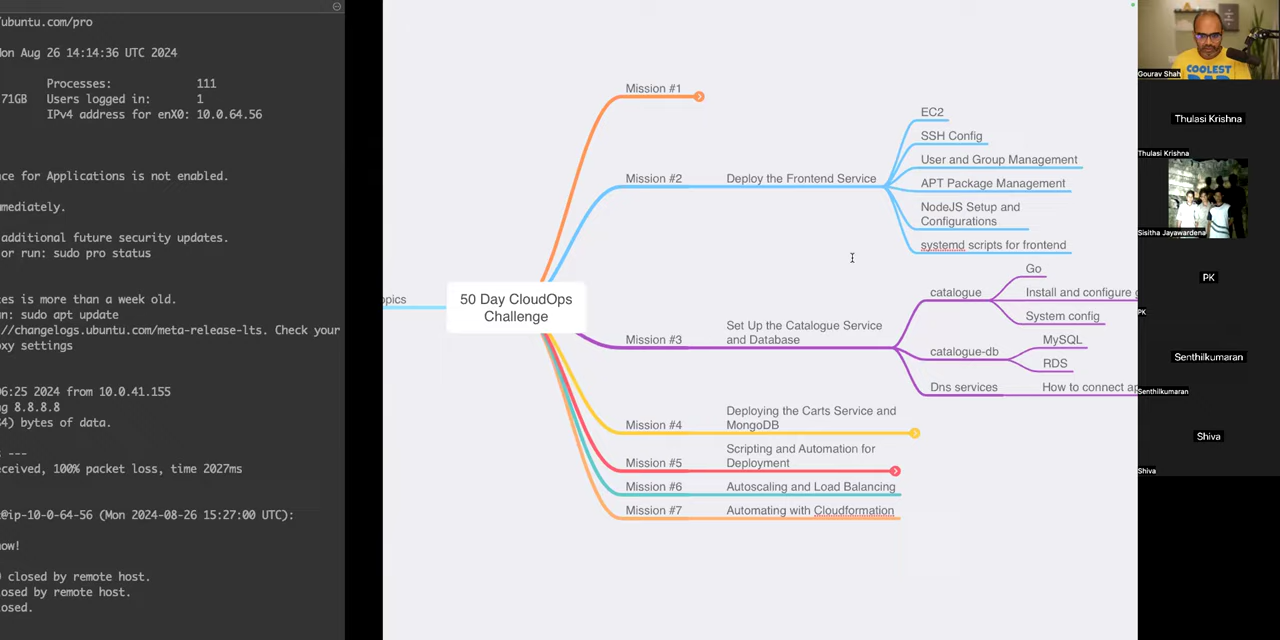 /ubuntu.com/pro
on Aug 26 14:14:36 UTC 2024
Processes: 111
71GB Users logged in: 1
IPv4 address for enX0: 10.0.64.56
ce for Applications is not enabled.
mediately.
additional future security updates.
or run: sudo pro status
es is more than a week old.
n: sudo apt update
//changelogs.ubuntu.com/meta-release-lts. Check your
oxy settings
06:25 2024 from 10.0.41.155
ng 8.8.8.8
4) bytes of data.
s ---
eceived, 100% packet loss, time 2027ms
t@ip-10-0-64-56 (Mon 2024-08-26 15:27:00 UTC):
now!
closed by remote host.
osed by remote host.
osed.
opics
50 Day CloudOps
Challenge
Mission #1
Mission #2
Deploy the Frontend Service
EC2
SSH Config
User and Group Management
APT Package Management
NodeJS Setup and
Configurations
systemd scripts for frontend
Mission #3
Set Up the Catalogue Service
and Database
catalogue
Go
Install and configure g
System config
catalogue-db
MySQL
RDS
Dns services
How to connect ap
Mission #4
Deploying the Carts Service and
MongoDB
Mission #5
Scripting and Automation for
Deployment
Mission #6
Autoscaling and Load Balancing
Mission #7
Automating with Cloudformation
COOLEST
Gourav Shah
Thulasi Krishna
Thulasi Krishna
Sisitha Jayawardena
PK
PK
Senthilkumaran
Senthilkumaran
Shiva
Shiva